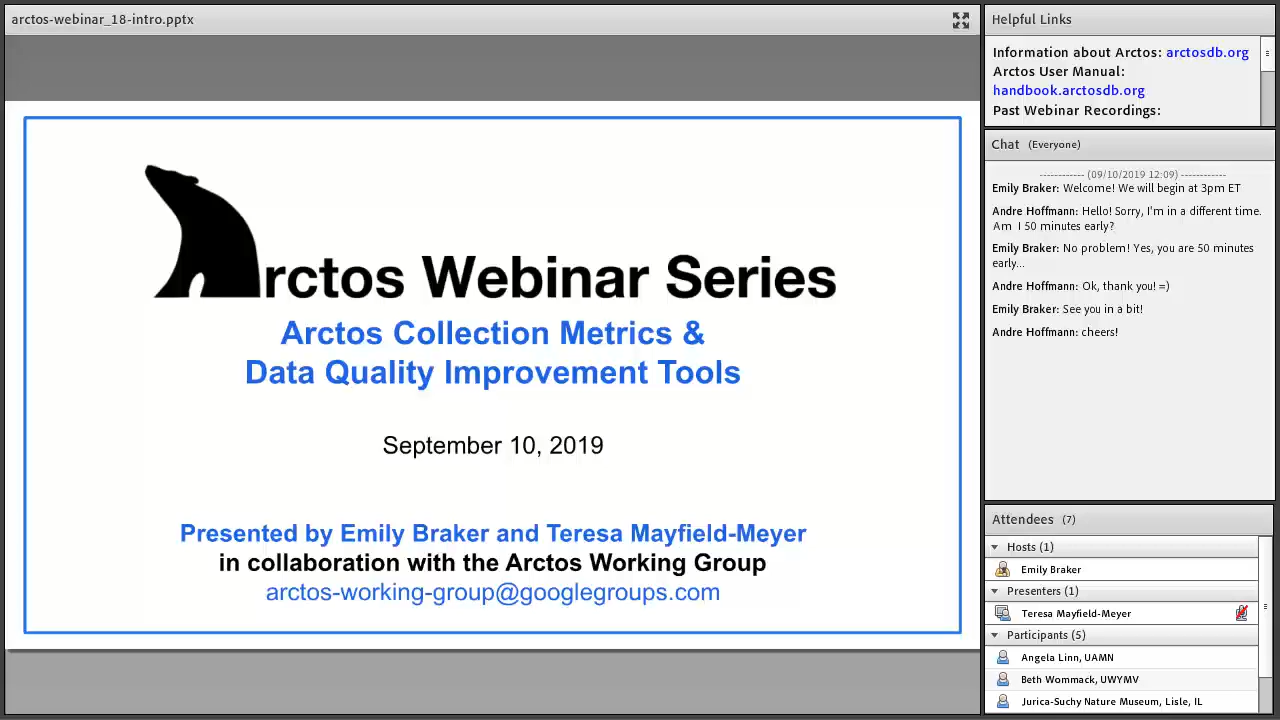 arctos-webinar_18-intro.pptx
rctos Webinar Series
Arctos Collection Metrics &
Data Quality Improvement Tools
September 10, 2019
Presented by Emily Braker and Teresa Mayfield-Meyer
in collaboration with the Arctos Working Group
arctos-working-group@googlegroups.com
Helpful Links
Information about Arctos: arctosdb.org
Arctos User Manual:
handbook.arctosdb.org
Past Webinar Recordings:
Chat (Everyone)
------------ (09/10/2019 12:09) ------------
Emily Braker: Welcome! We will begin at 3pm ET
Andre Hoffmann: Hello! Sorry, I'm in a different time.
Am I 50 minutes early?
Emily Braker: No problem! Yes, you are 50 minutes
early...
Andre Hoffmann: Ok, thank you! =)
Emily Braker: See you in a bit!
Andre Hoffmann: cheers!
Attendees (7)
Hosts (1)
Emily Braker
Presenters (1)
Teresa Mayfield-Meyer
Participants (5)
Angela Linn, UAMN
Beth Wommack, UWYMV
Jurica-Suchy Nature Museum, Lisle, IL